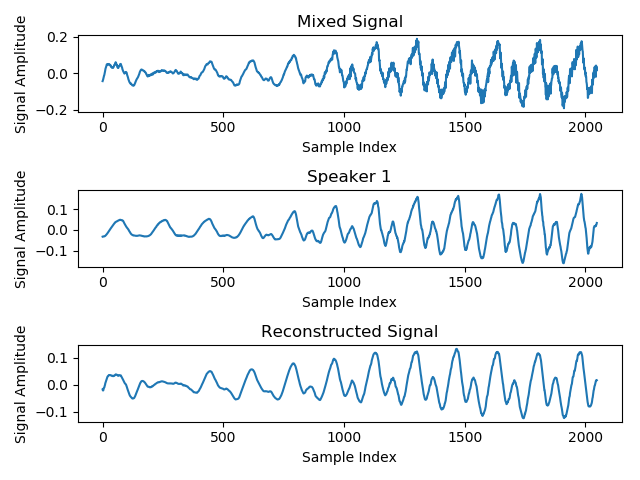 Mixed Signal
Signal Amplitude
0.2
0.0
−0.2
0 500 1000 1500 2000
Sample Index
Speaker 1
Signal Amplitude
0.1
0.0
−0.1
0 500 1000 1500 2000
Sample Index
Reconstructed Signal
Signal Amplitude
0.1
0.0
−0.1
0 500 1000 1500 2000
Sample Index